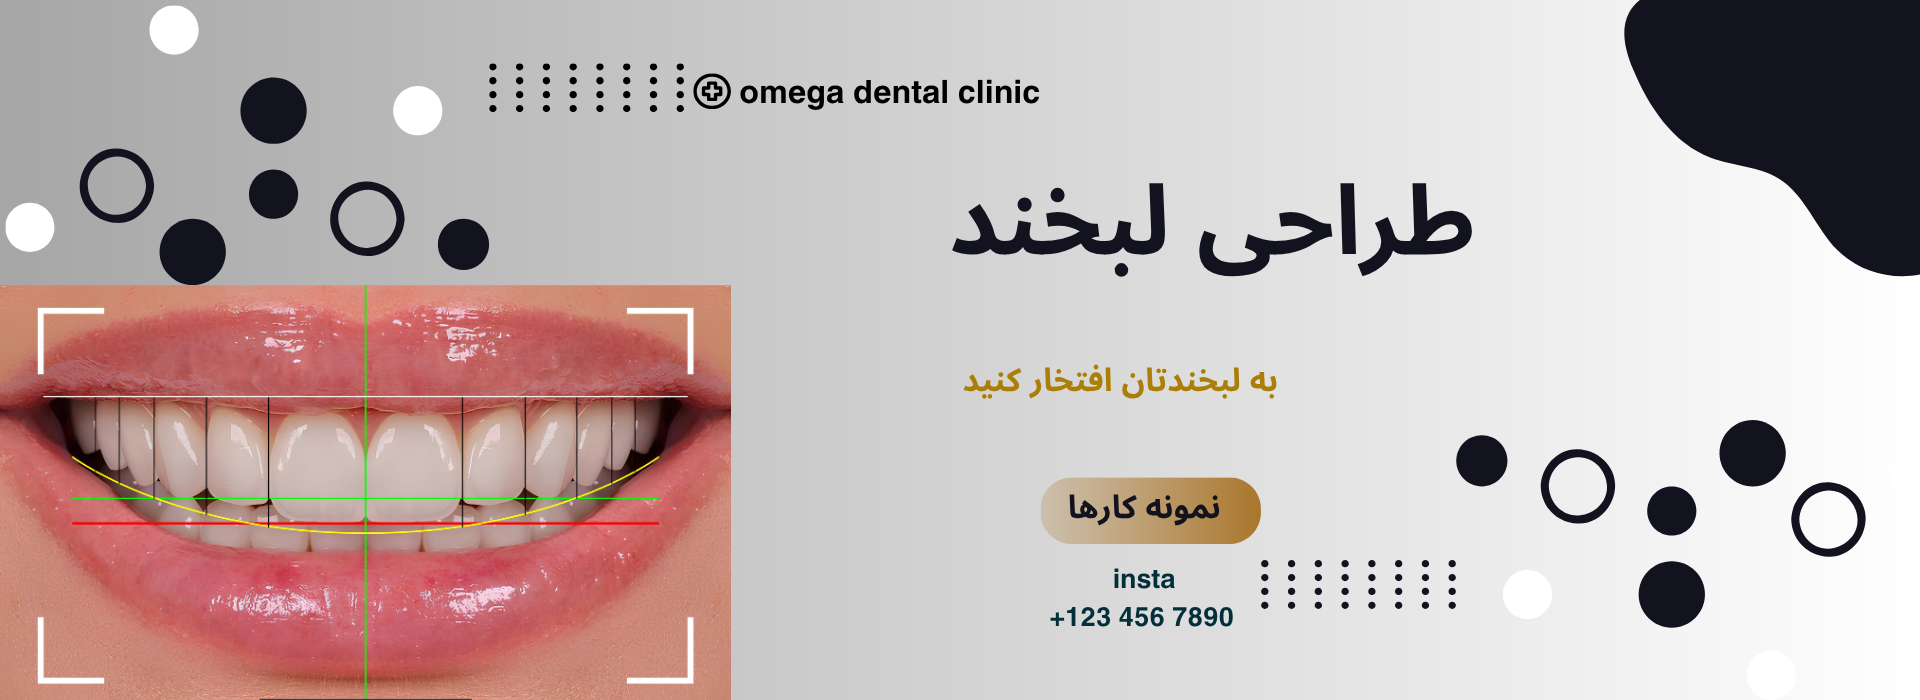 omega dental clinic
طراحی لبخند
به لبخندتان افتخار کنید
نمونه کارها
insta
+123 456 7890